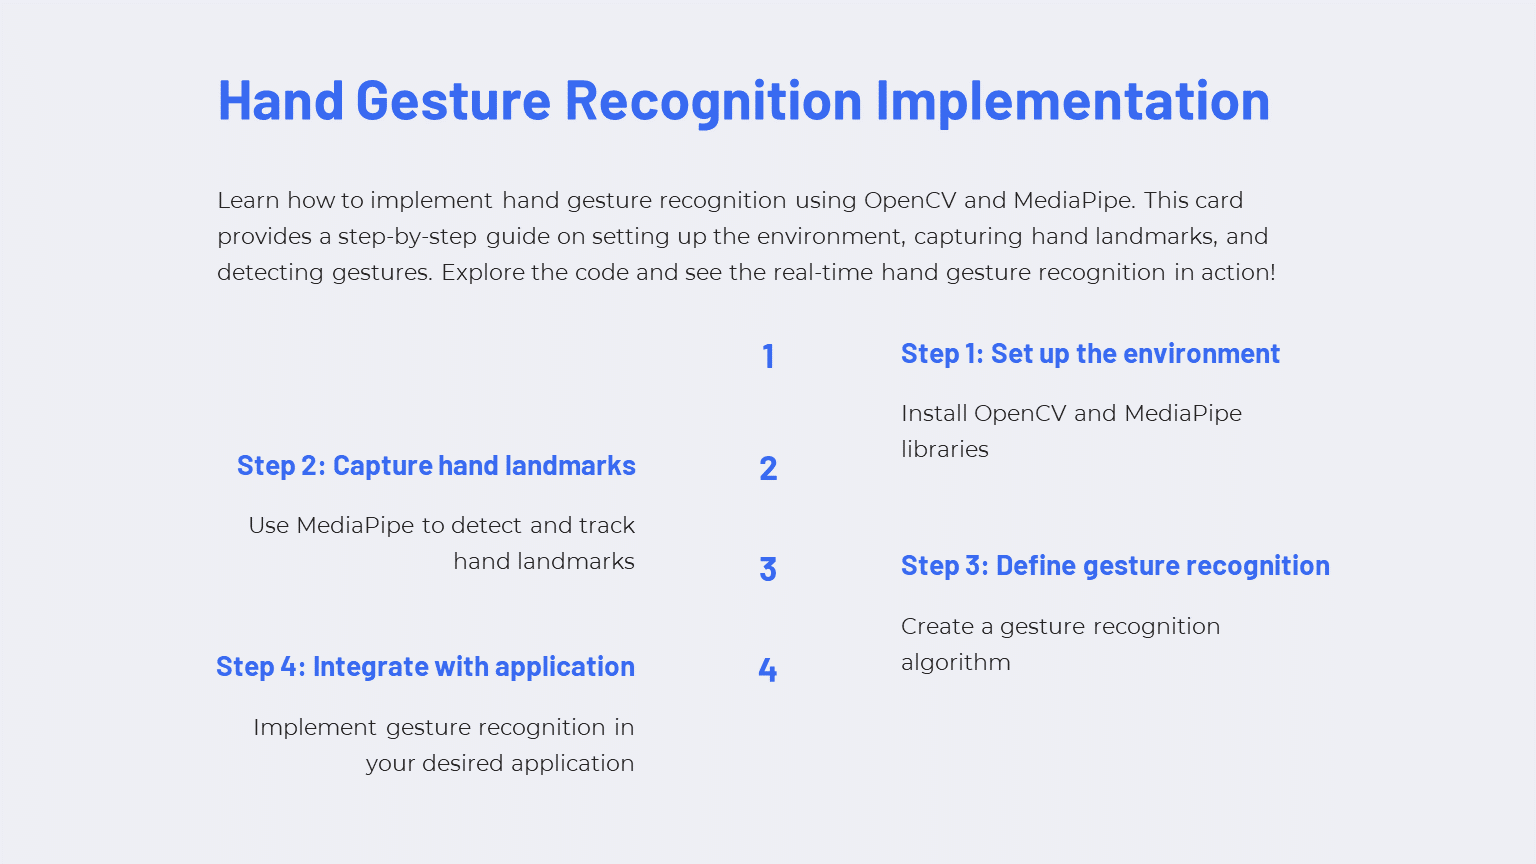 Hand Gesture Recognition Implementation
Learn how to implement hand gesture recognition using OpenCV and MediaPipe. This card
provides a step-by-step guide on setting up the environment, capturing hand landmarks, and
detecting gestures. Explore the code and see the real-time hand gesture recognition in action!
1
Step 1: Set up the environment
Install OpenCV and MediaPipe
libraries
2
Step 2: Capture hand landmarks
Use MediaPipe to detect and track
hand landmarks
3
Step 3: Define gesture recognition
Create a gesture recognition
algorithm
4
Step 4: Integrate with application
Implement gesture recognition in
your desired application